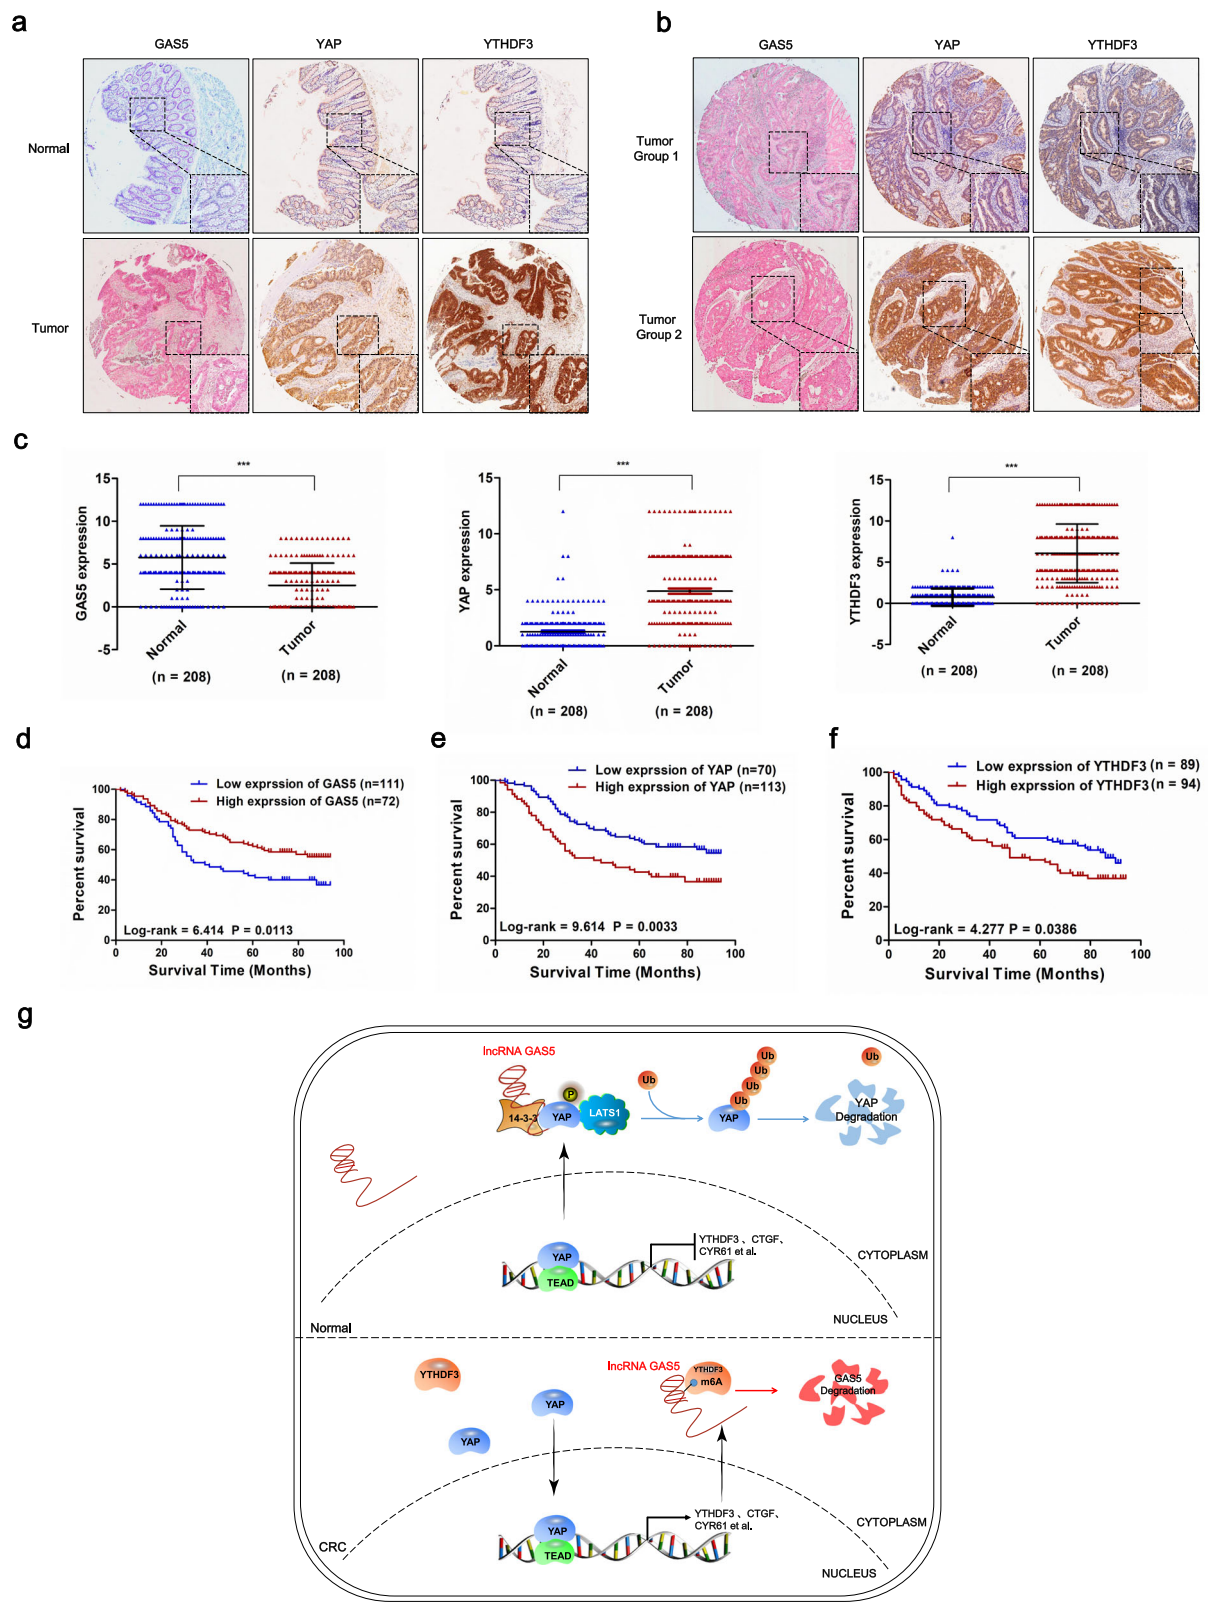 a
GAS5 YAP YTHDF3
Normal
Tumor
b
GAS5 YAP YTHDF3
Tumor
Group 1
Tumor
Group 2
c
GAS5 expression
15
10
5
0
-5
***
Normal
Tumor
(n = 208) (n = 208)
YAP expression
15
10
5
0
***
Normal
Tumor
(n = 208) (n = 208)
YTHDF3 expression
15
10
5
0
-5
***
Normal
Tumor
(n = 208) (n = 208)
d
Low exprssion of GAS5 (n=111)
High exprssion of GAS5 (n=72)
Percent survival
100
80
60
40
20
0
Log-rank = 6.414 P = 0.0113
0 20 40 60 80 100
Survival Time (Months)
e
Low exprssion of YAP (n=70)
High exprssion of YAP (n=113)
Percent survival
100
80
60
40
20
0
Log-rank = 9.614 P = 0.0033
0 20 40 60 80 100
Survival Time (Months)
f
Low exprssion of YTHDF3 (n = 89)
High exprssion of YTHDF3 (n = 94)
Percent survival
100
80
60
40
20
0
Log-rank = 4.277 P = 0.0386
0 20 40 60 80 100
Survival Time (Months)
g
lncRNA GAS5
P
14-3-3
YAP
LATS1
Ub
Ub
Ub
Ub
Ub
YAP
Ub
YAP
Degradation
YAP
TEAD
YTHDF3 、CTGF、
CYR61 et al.
CYTOPLASM
NUCLEUS
Normal
YTHDF3
YAP
YAP
lncRNA GAS5
YTHDF3
m6A
GAS5
Degradation
YAP
TEAD
YTHDF3 、CTGF、
CYR61 et al.
CYTOPLASM
NUCLEUS
CRC